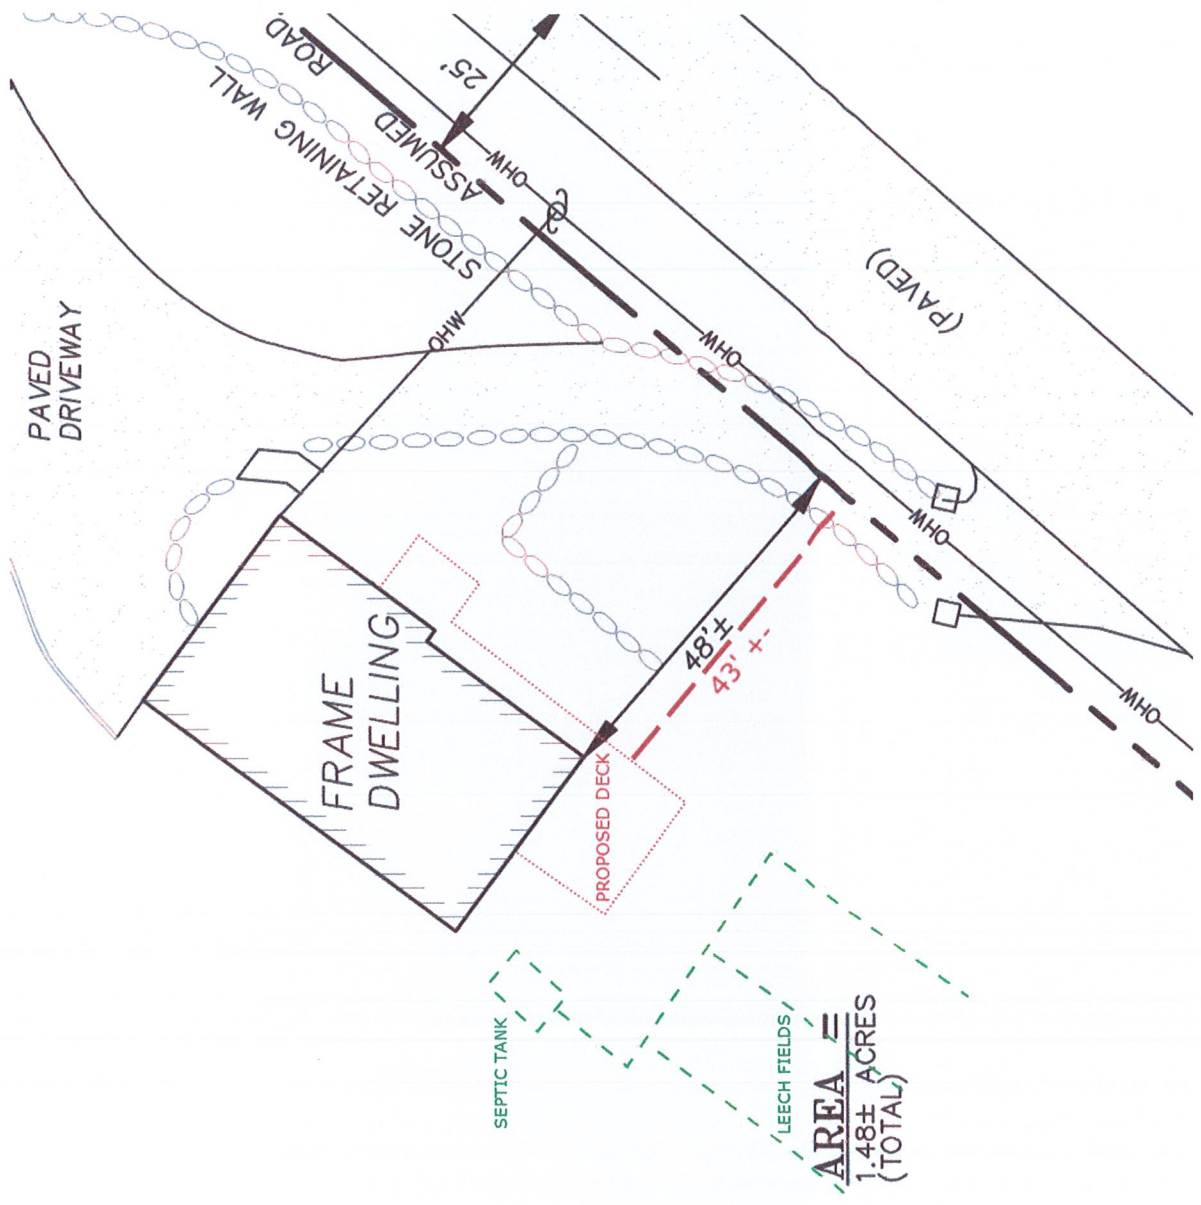 ROAD
ASSUMED
25'
STONE RETAINING WALL
OHW
OHW
PAVED
DRIVEWAY
OHW
(PAVED)
OHW
OHW
48'±
43' +-
FRAME
DWELLING
PROPOSED DECK
SEPTIC TANK
LEECH FIELDS
AREA =
1.48± ACRES
(TOTAL)